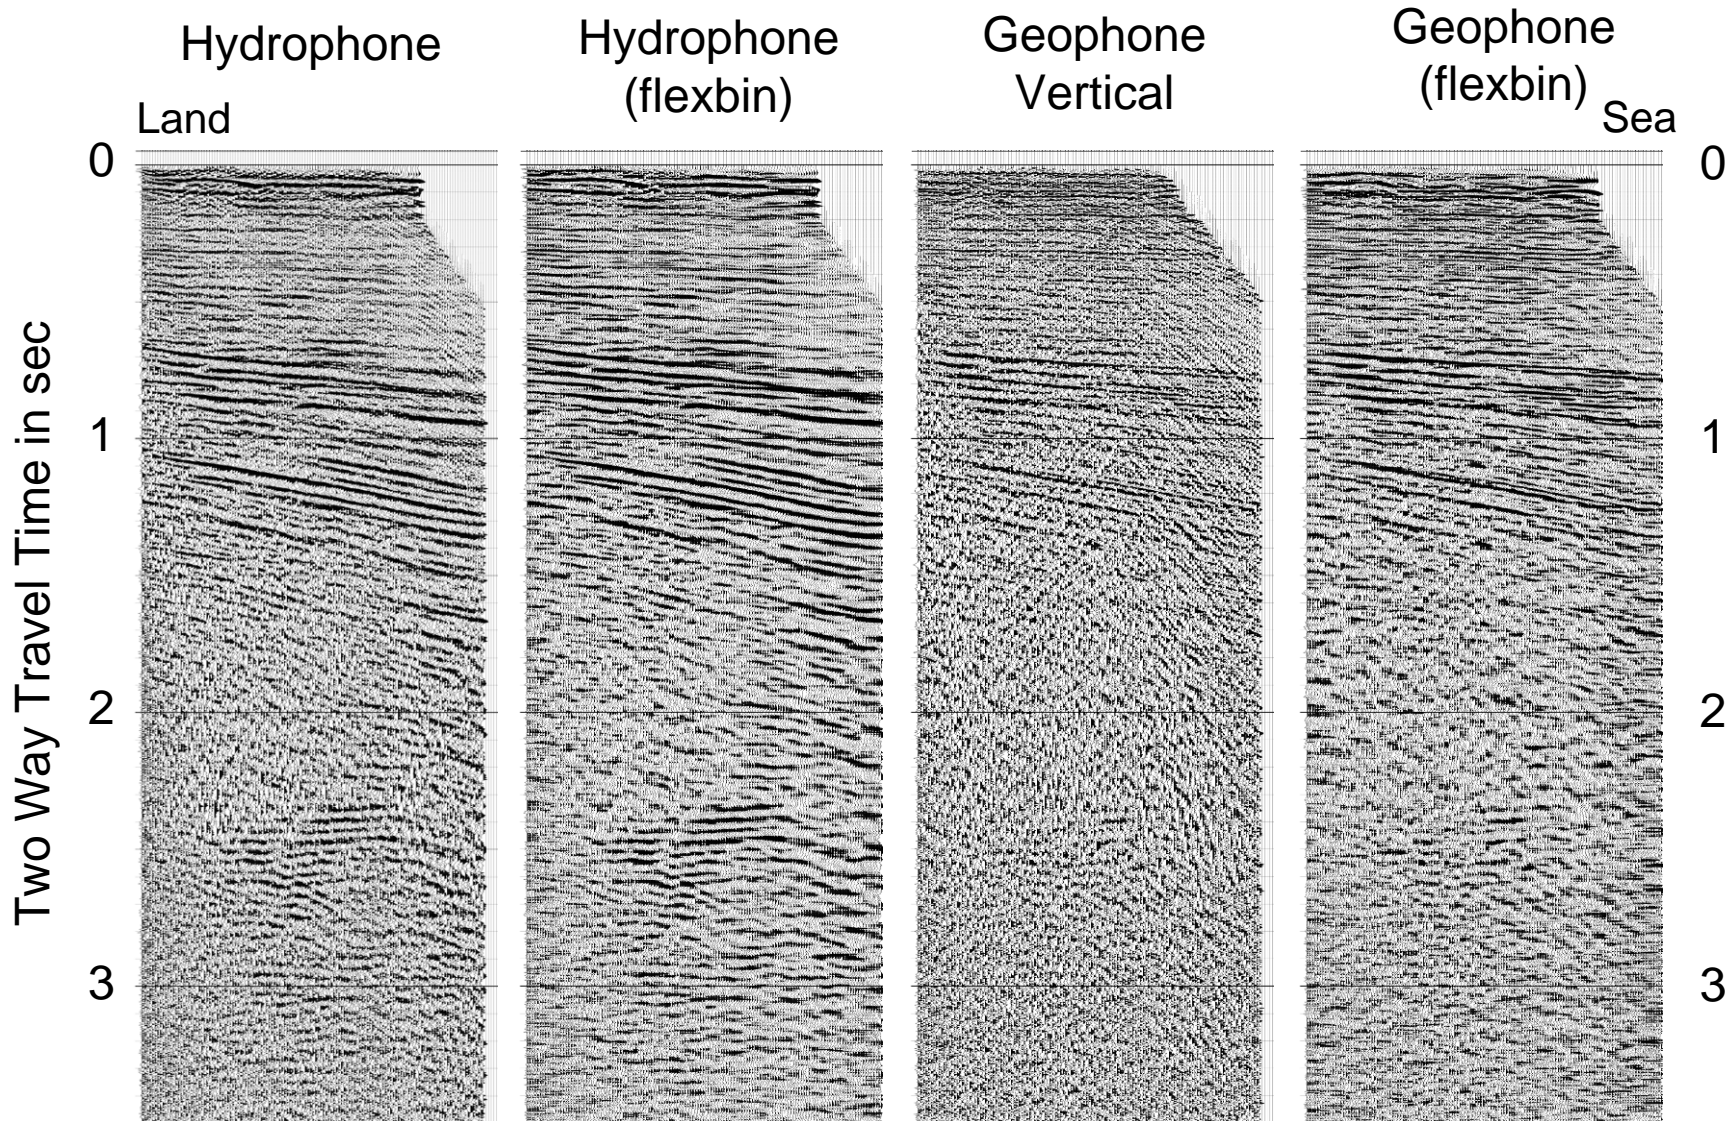 Hydrophone
Hydrophone
(flexbin)
Geophone
Vertical
Geophone
(flexbin)
Land
Sea
Two Way Travel Time in sec
0
1
2
3
0
1
2
3